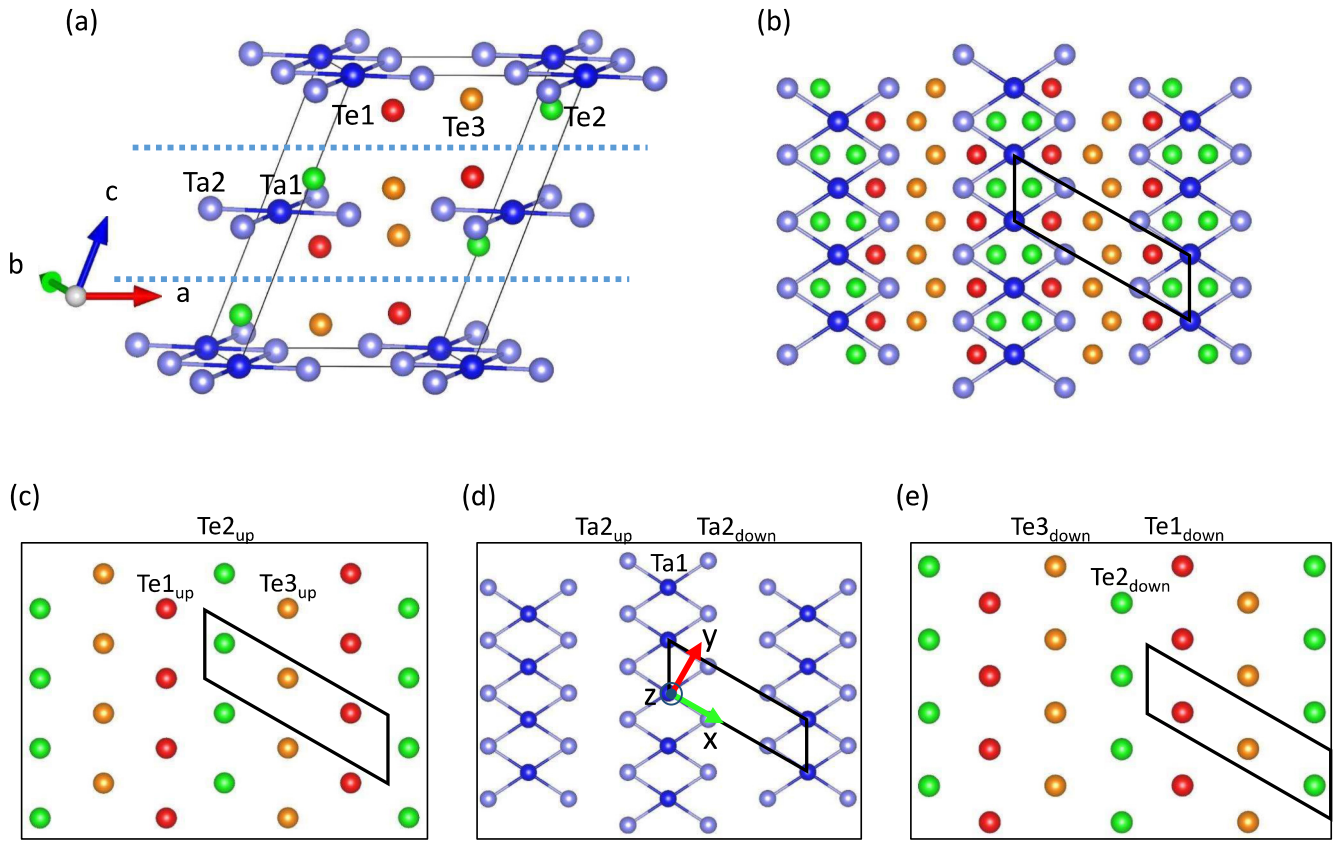 (a)
(b)
Te1
Te3
Te2
Ta2
Ta1
c
b
a
(c)
(d)
(e)
Te2up
Te1up
Te3up
Ta2up
Ta2down
Ta1
y
z
x
Te3down
Te1down
Te2down